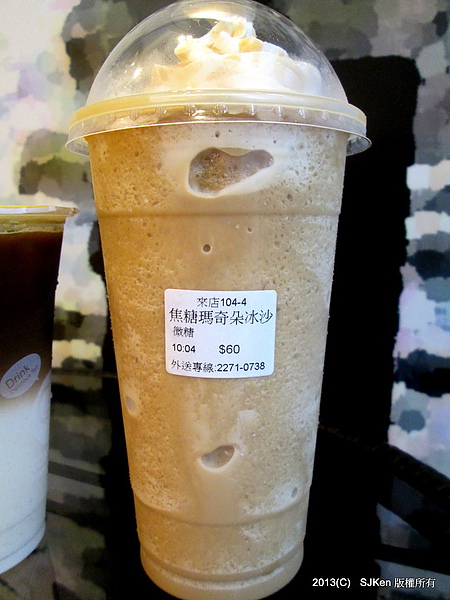 來店104-4
焦糖瑪奇朵冰沙
微糖
10:04 $60
外送專線:2271-0738
Drink
2013(C) SJKen 版權所有